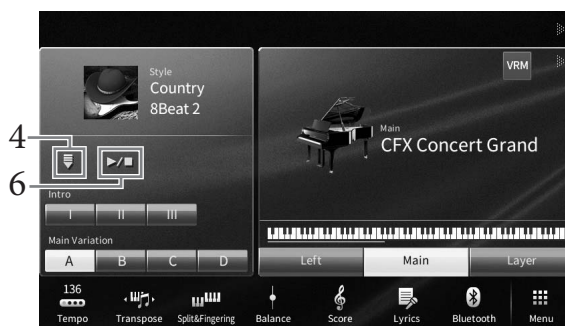 Style
Country
8Beat 2
VRM
Main
CFX Concert Grand
4
6
Intro
I II III
Main Variation
A B C D
Left Main Layer
136
Tempo Transpose Split&Fingering Balance Score Lyrics Bluetooth Menu